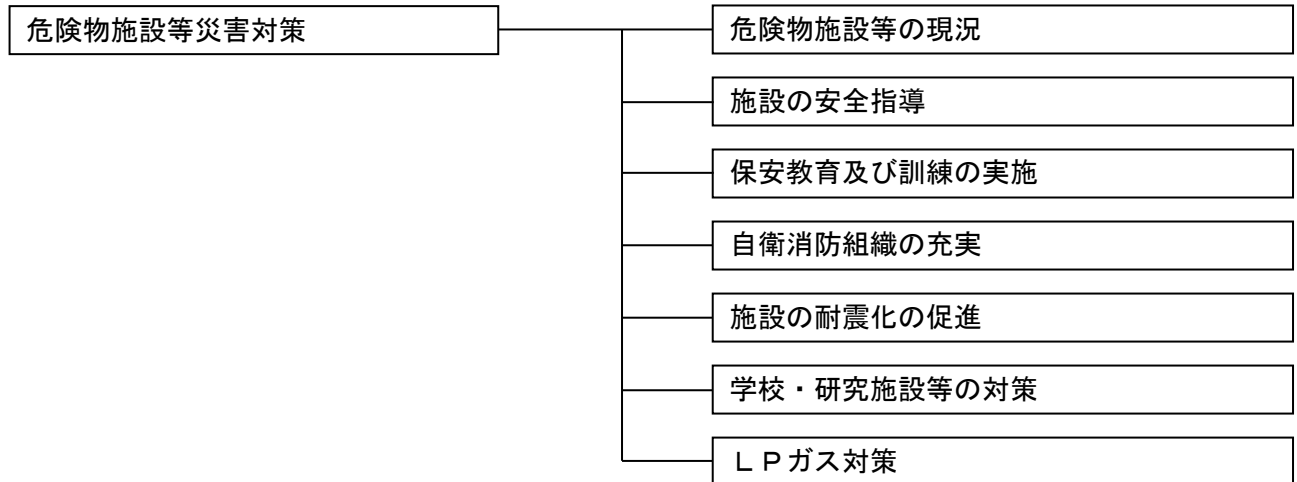 危険物施設等災害対策
危険物施設等の現況
施設の安全指導
保安教育及び訓練の実施
自衛消防組織の充実
施設の耐震化の促進
学校・研究施設等の対策
ＬＰガス対策